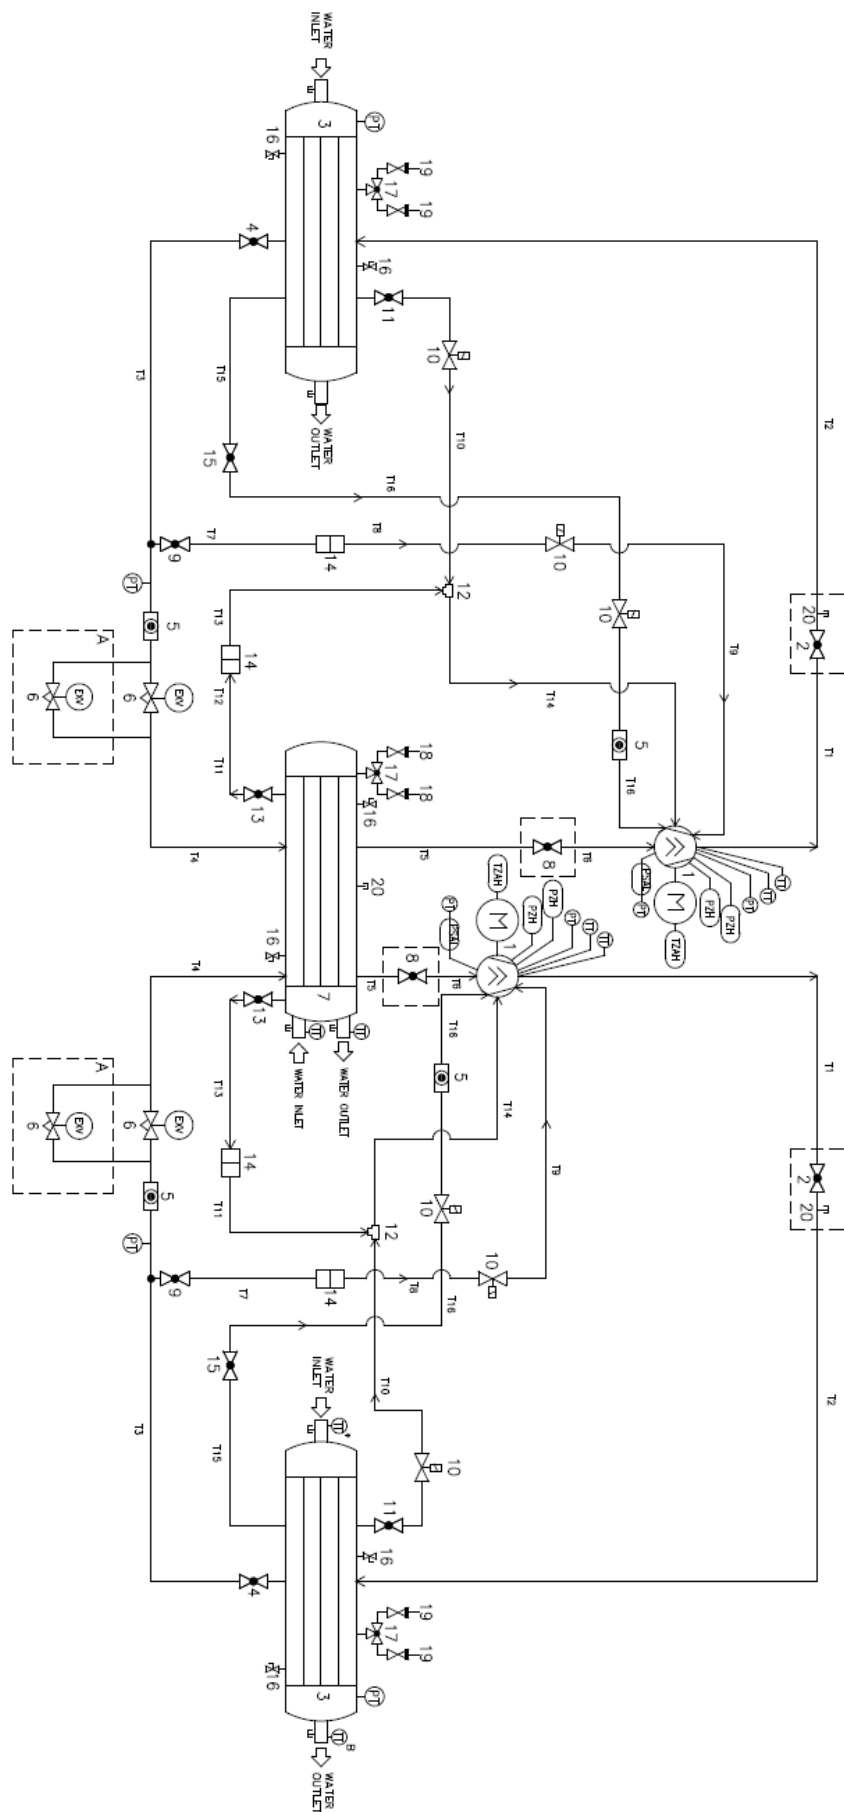 WATER
INLET
3
PT
16
19
17
19
4
16
11
10
T3
T15
T10
T2
WATER
OUTLET
15
T16
T7
T8
9
14
10
PT
12
10
20
5
T13
2
A
14
T9
6
EXV
6
EXV
T12
T14
5
T11
18
17
18
13
16
T16
T1
T4
T5
8
T6
1
PSAL
PT
M
TZAH
PZH
PZH
PT
TT
TT
20
TZAH
M
1
PT
PSAL
PZH
PZH
PT
TT
TT
16
T4
8
T5
T6
7
13
TT
TT
WATER INLET
WATER OUTLET
T16
A
T13
5
T14
T1
T9
6
EXV
6
EXV
14
5
T11
10
2
20
PT
12
10
9
T7
14
T8
T16
15
WATER
INLET
T10
T3
T15
TT
10
T2
11
16
4
19
17
19
16
3
PT
TT
B
WATER
OUTLET